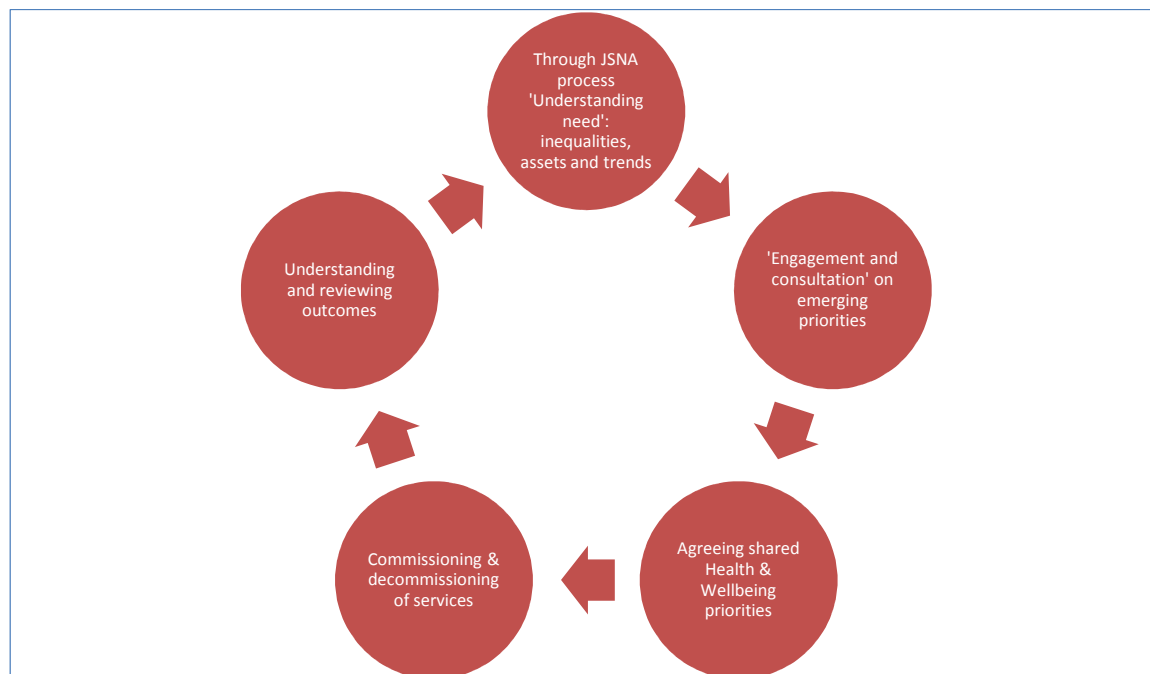 Through JSNA
process
'Understanding
need':
inequalities,
assets and trends
'Engagement and
consultation' on
emerging
priorities
Agreeing shared
Health &
Wellbeing
priorities
Commissioning &
decommissioning
of services
Understanding
and reviewing
outcomes